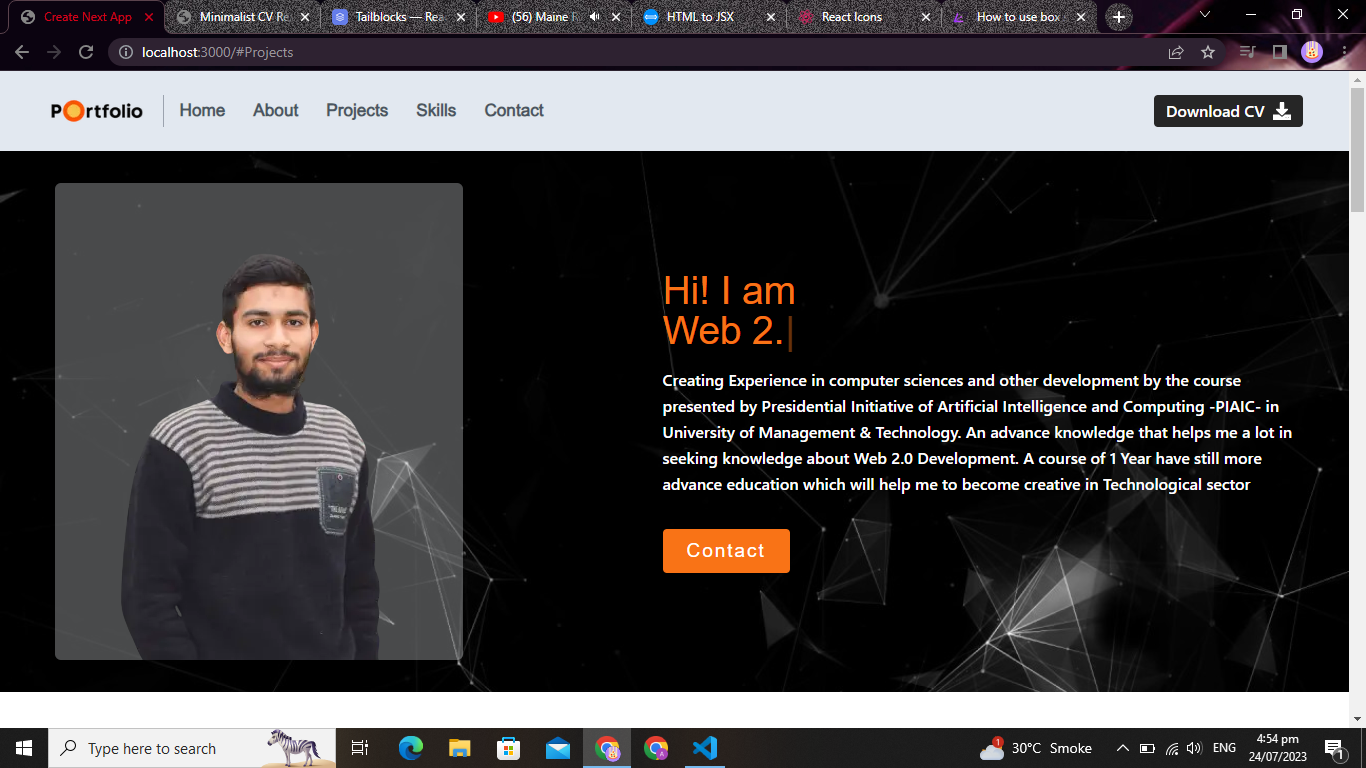 Create Next App
Minimalist CV Re
Tailblocks — Rea
(56) Maine R
HTML to JSX
React Icons
How to use box
localhost:3000/#Projects
POrtfolio
Home
About
Projects
Skills
Contact
Download CV
Hi! I am
Web 2.|
Creating Experience in computer sciences and other development by the course
presented by Presidential Initiative of Artificial Intelligence and Computing -PIAIC- in
University of Management & Technology. An advance knowledge that helps me a lot in
seeking knowledge about Web 2.0 Development. A course of 1 Year have still more
advance education which will help me to become creative in Technological sector
Contact
Type here to search
1
30°C Smoke
ENG
4:54 pm
24/07/2023
1